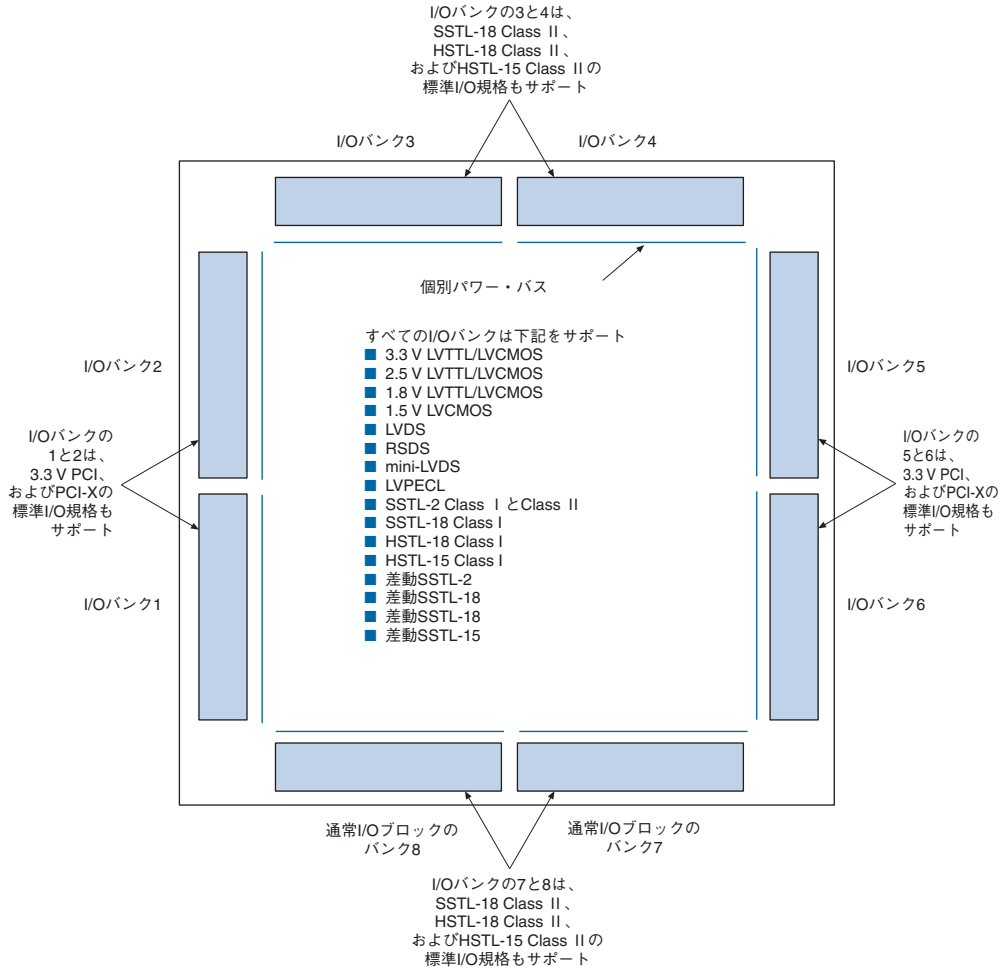 I/Oバンクの3と4は、
SSTL-18 Class II、
HSTL-18 Class II、
およびHSTL-15 Class IIの
標準I/O規格もサポート
I/Oバンク3
I/Oバンク4
個別パワー・バス
すべてのI/Oバンクは下記をサポート
■ 3.3 V LVTTL/LVCMOS
■ 2.5 V LVTTL/LVCMOS
■ 1.8 V LVTTL/LVCMOS
■ 1.5 V LVCMOS
■ LVDS
■ RSDS
■ mini-LVDS
■ LVPECL
■ SSTL-2 Class I とClass II
■ SSTL-18 Class I
■ HSTL-18 Class I
■ HSTL-15 Class I
■ 差動SSTL-2
■ 差動SSTL-18
■ 差動SSTL-18
■ 差動SSTL-15
I/Oバンク2
I/Oバンクの
1と2は、
3.3 V PCI、
およびPCI-Xの
標準I/O規格も
サポート
I/Oバンク1
I/Oバンク5
I/Oバンクの
5と6は、
3.3 V PCI、
およびPCI-Xの
標準I/O規格も
サポート
I/Oバンク6
通常I/Oブロックの
バンク8
通常I/Oブロックの
バンク7
I/Oバンクの7と8は、
SSTL-18 Class II、
HSTL-18 Class II、
およびHSTL-15 Class IIの
標準I/O規格もサポート